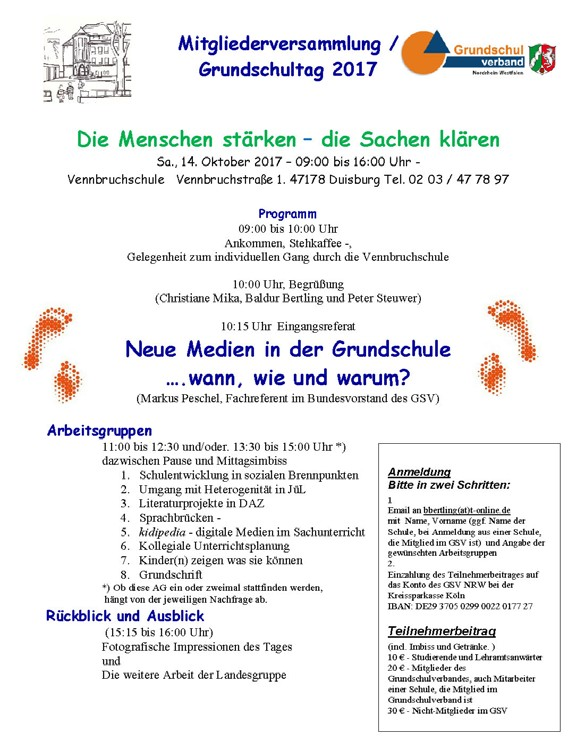 Mitgliederversammlung /
Grundschultag 2017
Grundschul
verband
Nordrhein-Westfalen
Die Menschen stärken – die Sachen klären
Sa., 14. Oktober 2017 – 09:00 bis 16:00 Uhr -
Vennbruchschule Vennbruchstraße 1. 47178 Duisburg Tel. 02 03 / 47 78 97
Programm
09:00 bis 10:00 Uhr
Ankommen, Stehkaffee -,
Gelegenheit zum individuellen Gang durch die Vennbruchschule
10:00 Uhr, Begrüßung
(Christiane Mika, Baldur Bertling und Peter Steuwer)
10:15 Uhr Eingangsreferat
Neue Medien in der Grundschule
….wann, wie und warum?
(Markus Peschel, Fachreferent im Bundesvorstand des GSV)
Arbeitsgruppen
11:00 bis 12:30 und/oder. 13:30 bis 15:00 Uhr *)
dazwischen Pause und Mittagsimbiss
1. Schulentwicklung in sozialen Brennpunkten
2. Umgang mit Heterogenität in JüL
3. Literaturprojekte in DAZ
4. Sprachbrücken -
5. kidipedia - digitale Medien im Sachunterricht
6. Kollegiale Unterrichtsplanung
7. Kinder(n) zeigen was sie können
8. Grundschrift
*) Ob diese AG ein oder zweimal stattfinden werden,
hängt von der jeweiligen Nachfrage ab.
Rückblick und Ausblick
(15:15 bis 16:00 Uhr)
Fotografische Impressionen des Tages
und
Die weitere Arbeit der Landesgruppe
Anmeldung
Bitte in zwei Schritten:
1.
Email an bbertling(at)t-online.de
mit Name, Vorname (ggf. Name der
Schule, bei Anmeldung aus einer Schule,
die Mitglied im GSV ist) und Angabe der
gewünschten Arbeitsgruppen
2.
Einzahlung des Teilnehmerbeitrages auf
das Konto des GSV NRW bei der
Kreissparkasse Köln
IBAN: DE29 3705 0299 0022 0177 27
Teilnehmerbeitrag
(incl. Imbiss und Getränke. )
10 € - Studierende und Lehramtsanwärter
20 € - Mitglieder des
Grundschulverbandes, auch Mitarbeiter
einer Schule, die Mitglied im
Grundschulverband ist
30 € - Nicht-Mitglieder im GSV